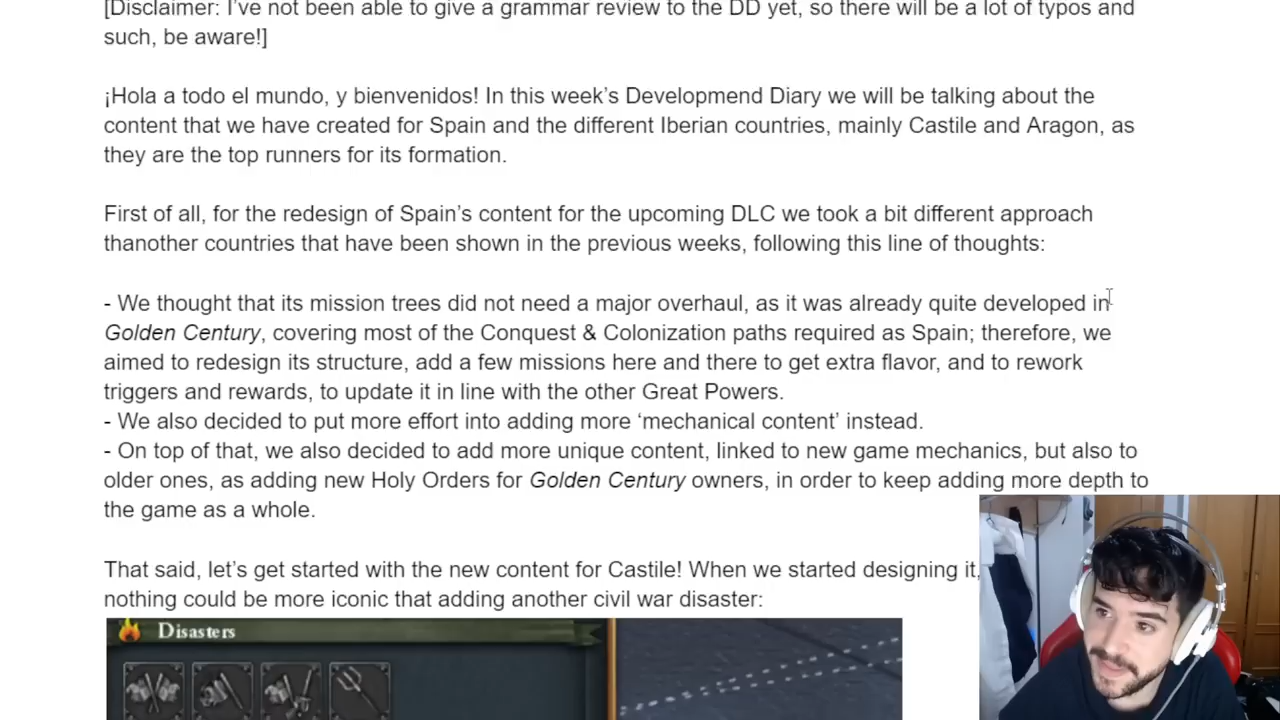 [Disclaimer: I've not been able to give a grammar review to the DD yet, so there will be a lot of typos and
such, be aware!]
¡Hola a todo el mundo, y bienvenidos! In this week's Developmend Diary we will be talking about the
content that we have created for Spain and the different Iberian countries, mainly Castile and Aragon, as
they are the top runners for its formation.
First of all, for the redesign of Spain's content for the upcoming DLC we took a bit different approach
thanother countries that have been shown in the previous weeks, following this line of thoughts:
- We thought that its mission trees did not need a major overhaul, as it was already quite developed in
Golden Century, covering most of the Conquest & Colonization paths required as Spain; therefore, we
aimed to redesign its structure, add a few missions here and there to get extra flavor, and to rework
triggers and rewards, to update it in line with the other Great Powers.
- We also decided to put more effort into adding more ‘mechanical content’ instead.
- On top of that, we also decided to add more unique content, linked to new game mechanics, but also to
older ones, as adding new Holy Orders for Golden Century owners, in order to keep adding more depth to
the game as a whole.
That said, let's get started with the new content for Castile! When we started designing it,
nothing could be more iconic that adding another civil war disaster:
Disasters